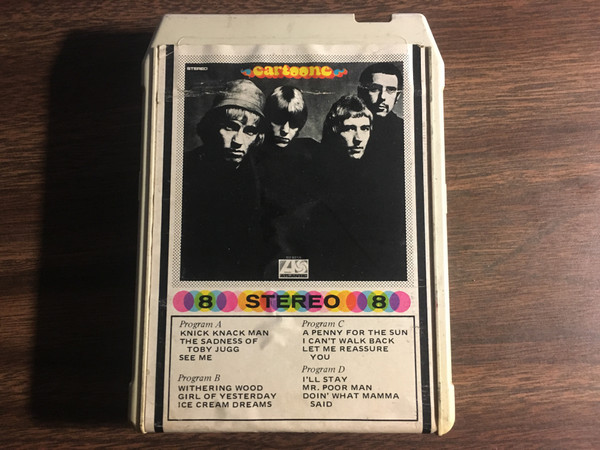 STEREO
cartoone
8 STEREO 8
Program A
KNICK KNACK MAN
THE SADNESS OF
TOBY JUGG
SEE ME
Program B
WITHERING WOOD
GIRL OF YESTERDAY
ICE CREAM DREAMS
Program C
A PENNY FOR THE SUN
I CAN'T WALK BACK
LET ME REASSURE
YOU
Program D
I'LL STAY
MR. POOR MAN
DOIN' WHAT MAMMA
SAID